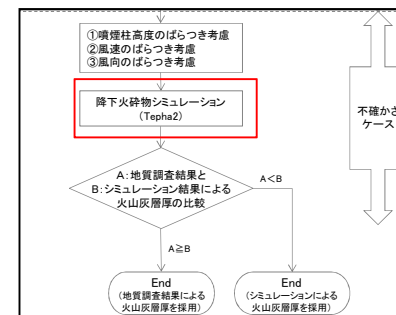 ①噴煙柱高度のばらつき考慮
②風速のばらつき考慮
③風向のばらつき考慮
降下火砕物シミュレーション
(Tepha2)
不確かさ
ケース
A:地質調査結果と
B:シミュレーション結果による
火山灰層厚の比較
A<B
A≧B
End
(地質調査結果による
火山灰層厚を採用)
End
(シミュレーションによる
火山灰層厚を採用)